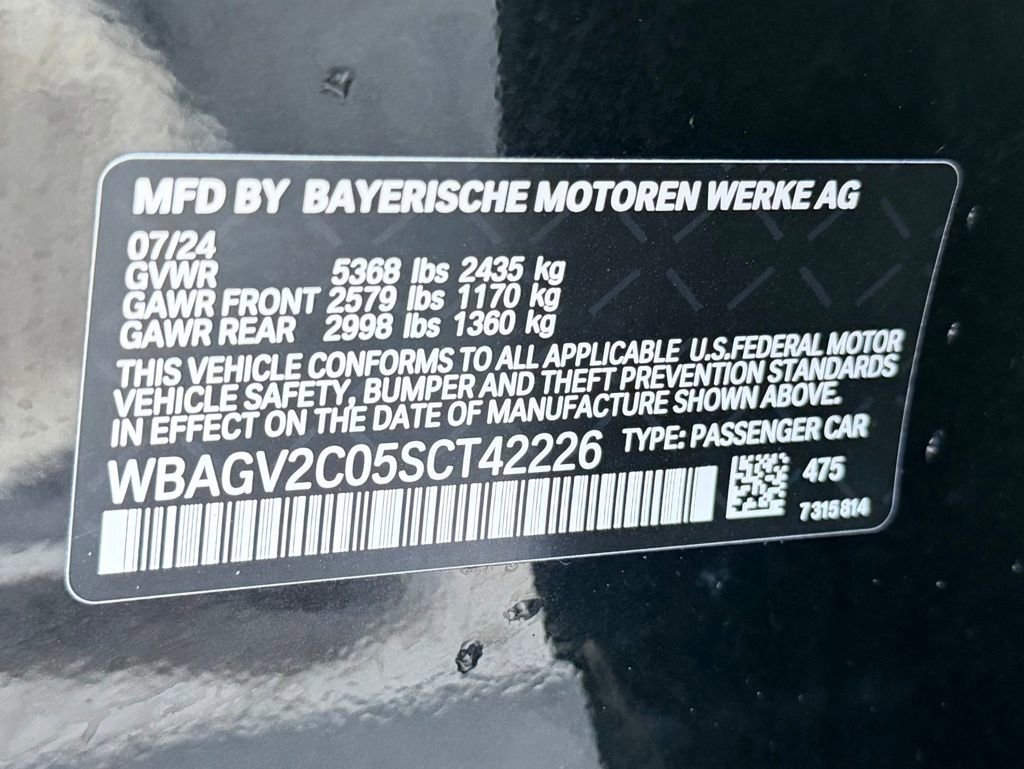 MFD BY BAYERISCHE MOTOREN WERKE AG
07/24
GVWR 5368 lbs 2435 kg
GAWR FRONT 2579 lbs 1170 kg
GAWR REAR 2998 lbs 1360 kg
THIS VEHICLE CONFORMS TO ALL APPLICABLE U.S.FEDERAL MOTOR
VEHICLE SAFETY, BUMPER AND THEFT PREVENTION STANDARDS
IN EFFECT ON THE DATE OF MANUFACTURE SHOWN ABOVE.
WBAGV2C05SCT42226 TYPE: PASSENGER CAR
475
7315814